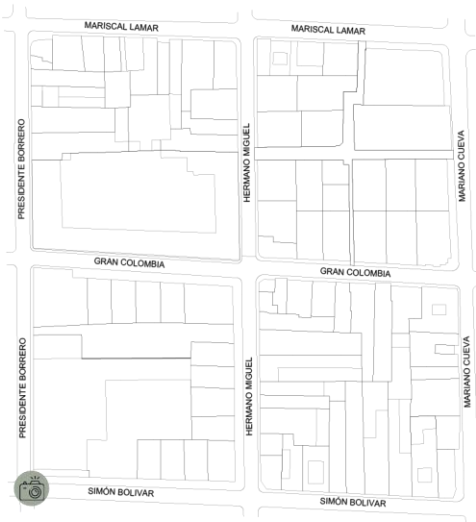 MARISCAL LAMAR
MARISCAL LAMAR
PRESIDENTE BORRERO
HERMANO MIGUEL
MARIANO CUEVA
GRAN COLOMBIA
GRAN COLOMBIA
PRESIDENTE BORRERO
HERMANO MIGUEL
MARIANO CUEVA
SIMÓN BOLIVAR
SIMÓN BOLIVAR